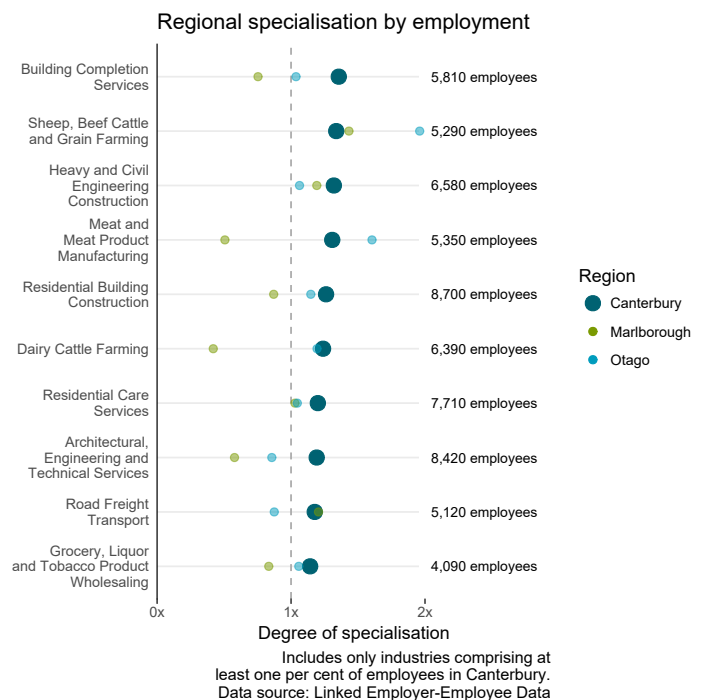 Regional specialisation by employment
Building Completion
Services
5,810 employees
Sheep, Beef Cattle
and Grain Farming
5,290 employees
Heavy and Civil
Engineering
Construction
6,580 employees
Meat and
Meat Product
Manufacturing
5,350 employees
Residential Building
Construction
8,700 employees
Dairy Cattle Farming
6,390 employees
Residential Care
Services
7,710 employees
Architectural,
Engineering and
Technical Services
8,420 employees
Road Freight
Transport
5,120 employees
Grocery, Liquor
and Tobacco Product
Wholesaling
4,090 employees
0x
1x
2x
Degree of specialisation
Region
Canterbury
Marlborough
Otago
Includes only industries comprising at
least one per cent of employees in Canterbury.
Data source: Linked Employer-Employee Data